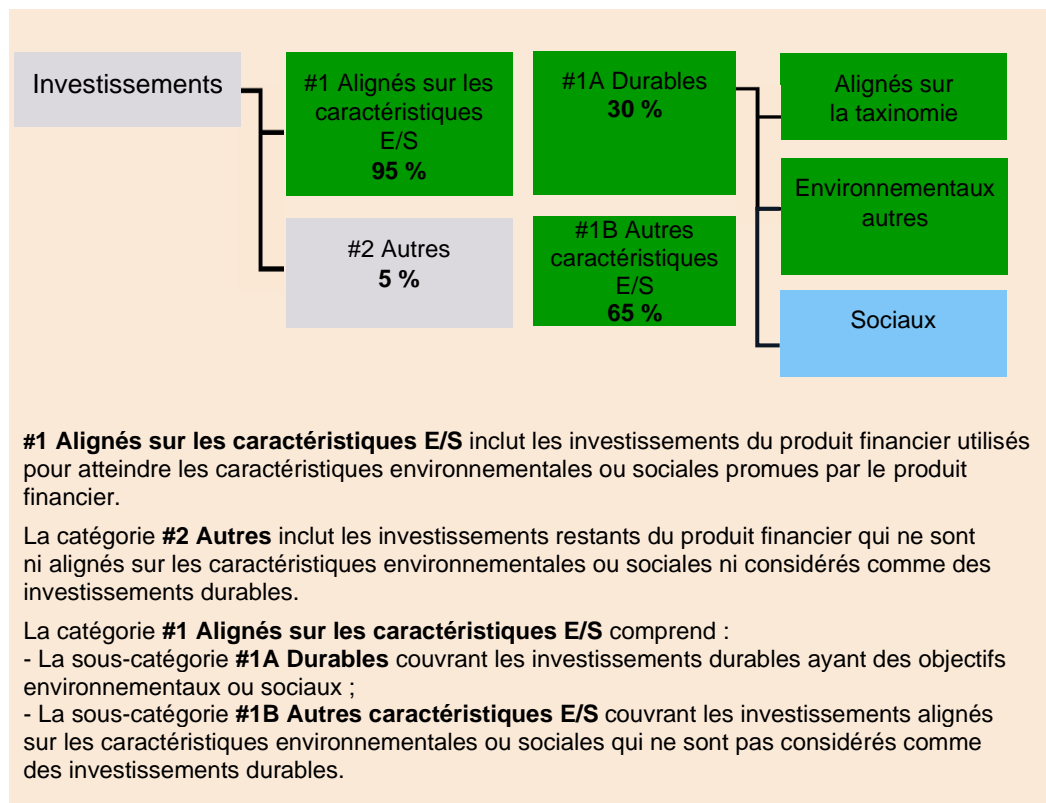 Investissements
#1 Alignés sur les
caractéristiques
E/S
95 %
#2 Autres
5 %
#1A Durables
30 %
#1B Autres
caractéristiques
E/S
65 %
Alignés sur
la taxinomie
Environnementaux
autres
Sociaux
#1 Alignés sur les caractéristiques E/S inclut les investissements du produit financier utilisés
pour atteindre les caractéristiques environnementales ou sociales promues par le produit
financier.
La catégorie #2 Autres inclut les investissements restants du produit financier qui ne sont
ni alignés sur les caractéristiques environnementales ou sociales ni considérés comme des
investissements durables.
La catégorie #1 Alignés sur les caractéristiques E/S comprend :
- La sous-catégorie #1A Durables couvrant les investissements durables ayant des objectifs
environnementaux ou sociaux ;
- La sous-catégorie #1B Autres caractéristiques E/S couvrant les investissements alignés
sur les caractéristiques environnementales ou sociales qui ne sont pas considérés comme
des investissements durables.